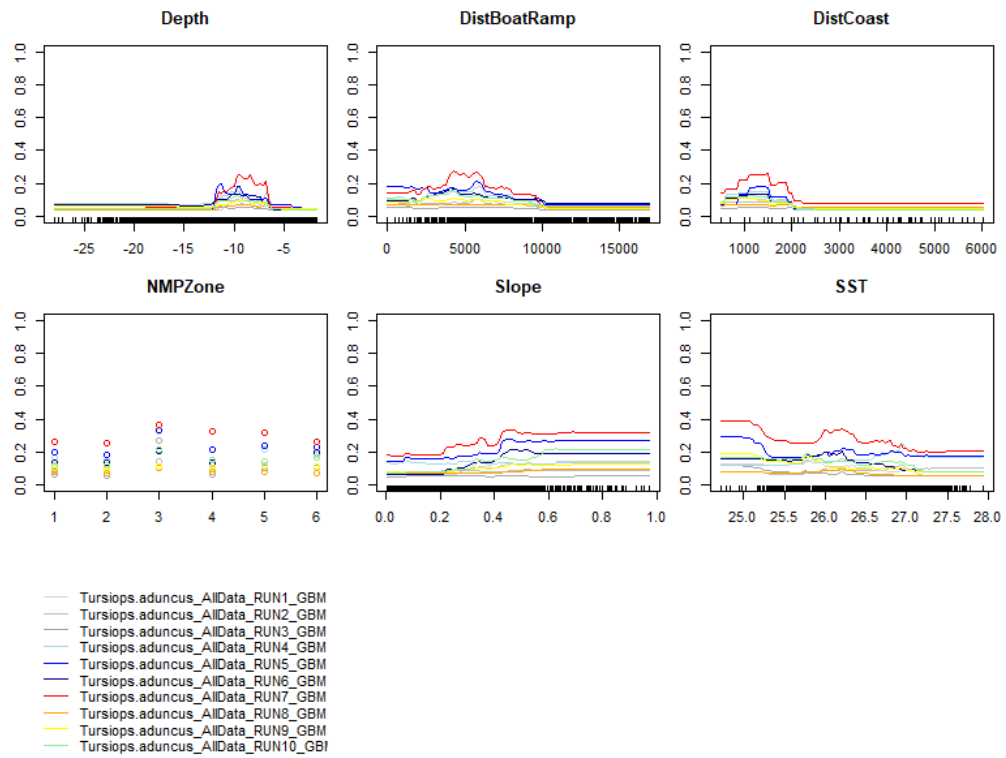 Depth DistBoatRamp DistCoast
0.0 0.2 0.4 0.6 0.8 1.0
-25 -20 -15 -10 -5
0.0 0.2 0.4 0.6 0.8 1.0
0 5000 10000 15000
0.0 0.2 0.4 0.6 0.8 1.0
1000 2000 3000 4000 5000 6000
NMPZone Slope SST
0.0 0.2 0.4 0.6 0.8 1.0
1 2 3 4 5 6
0.0 0.2 0.4 0.6 0.8 1.0
0.0 0.2 0.4 0.6 0.8 1.0
0.0 0.2 0.4 0.6 0.8 1.0
25.0 25.5 26.0 26.5 27.0 27.5 28.0
Tursiops.aduncus_AllData_RUN1_GBM
Tursiops.aduncus_AllData_RUN2_GBM
Tursiops.aduncus_AllData_RUN3_GBM
Tursiops.aduncus_AllData_RUN4_GBM
Tursiops.aduncus_AllData_RUN5_GBM
Tursiops.aduncus_AllData_RUN6_GBM
Tursiops.aduncus_AllData_RUN7_GBM
Tursiops.aduncus_AllData_RUN8_GBM
Tursiops.aduncus_AllData_RUN9_GBM
Tursiops.aduncus_AllData_RUN10_GB